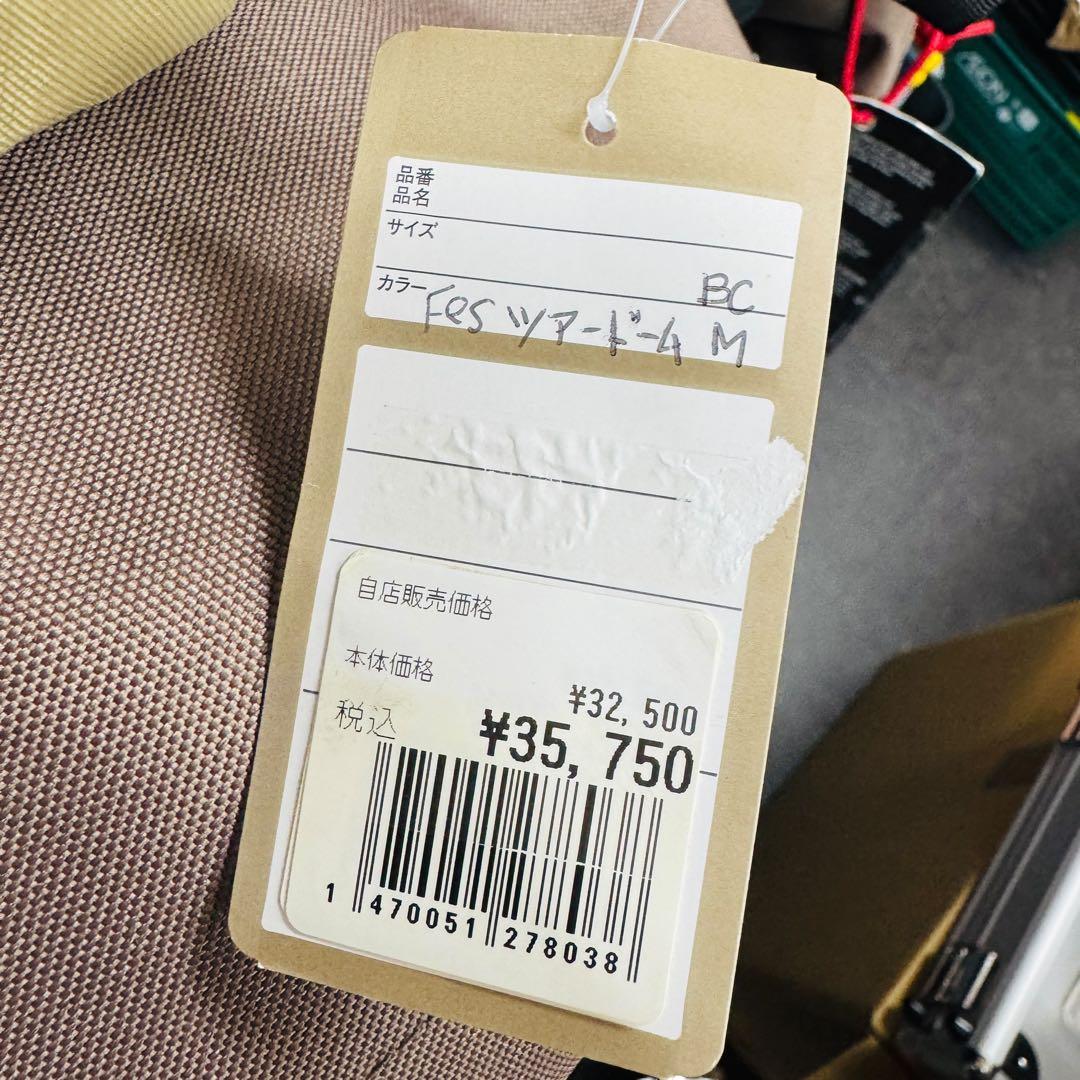 品番
品名
サイズ
カラー
BC
Fes ツアードーム M
自店販売価格
本体価格
¥32,500
税込
¥35,750
1 470051 278038